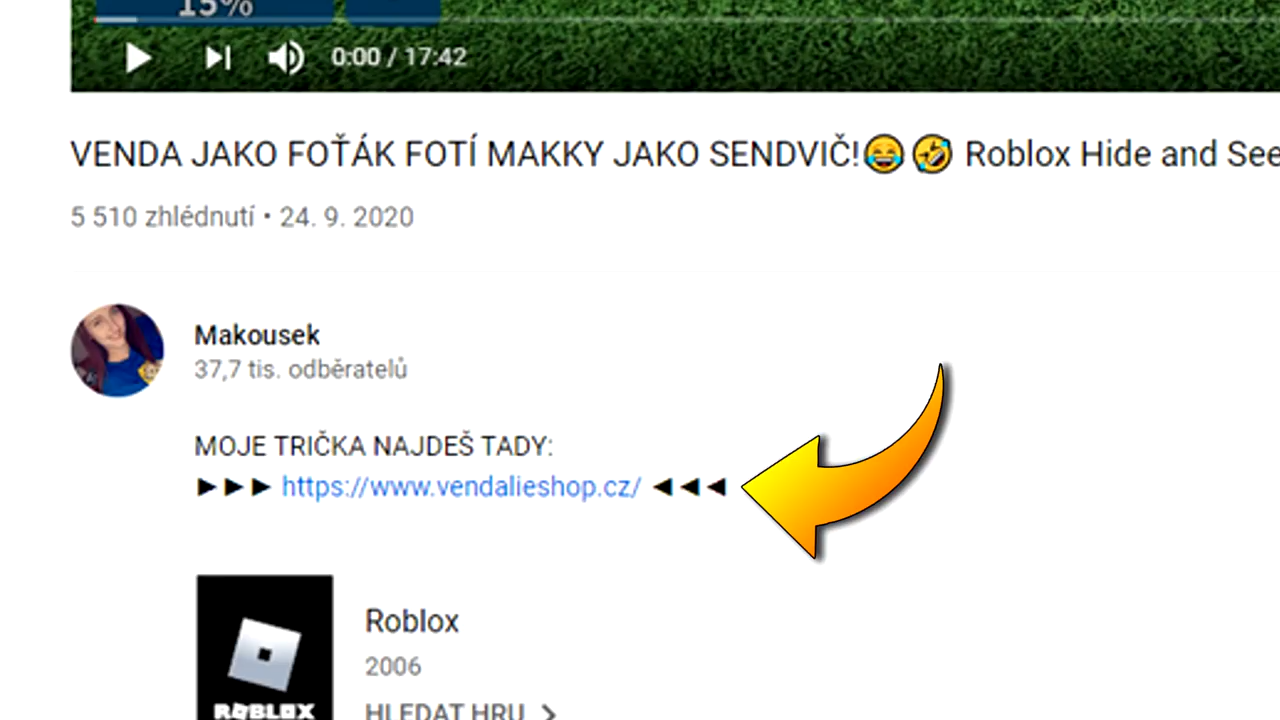 15%
0:00 / 17:42
VENDA JAKO FOŤÁK FOTÍ MAKKY JAKO SENDVIČ!😂🤣 Roblox Hide and See
5 510 zhlédnutí • 24. 9. 2020
Makousek
37,7 tis. odběratelů
MOJE TRIČKA NAJDEŠ TADY:
►►► https://www.vendalieshop.cz/ ◄◄◄
Roblox
2006
ROBLOX
HLEDAT HRU >